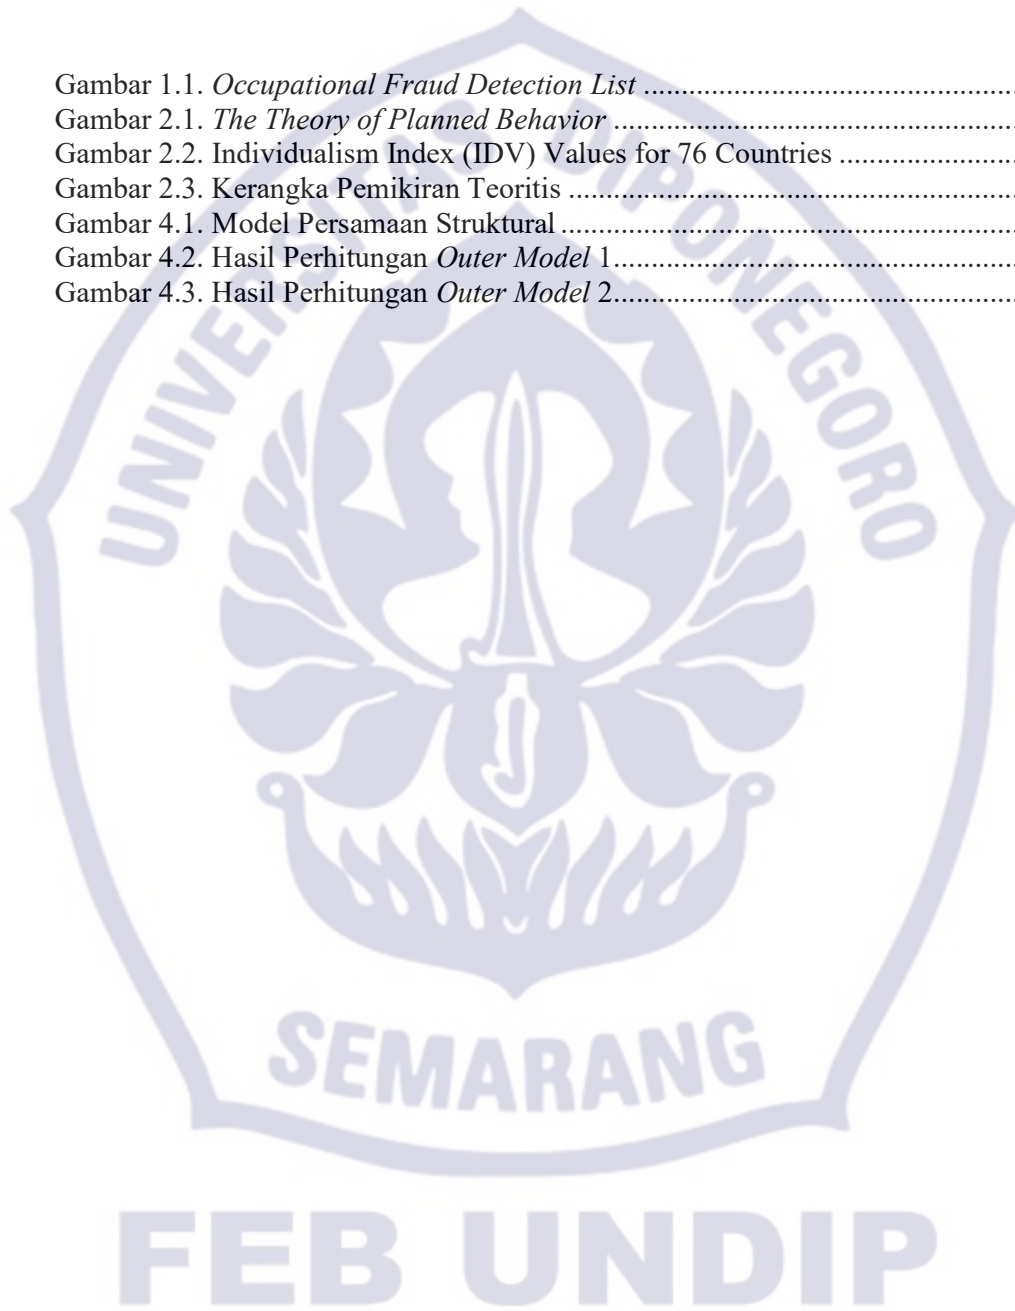 Gambar 1.1. Occupational Fraud Detection List ........................................
Gambar 2.1. The Theory of Planned Behavior ........................................
Gambar 2.2. Individualism Index (IDV) Values for 76 Countries ........................
Gambar 2.3. Kerangka Pemikiran Teoritis ........................................
Gambar 4.1. Model Persamaan Struktural ........................................
Gambar 4.2. Hasil Perhitungan Outer Model 1........................................
Gambar 4.3. Hasil Perhitungan Outer Model 2........................................
UNIVERSITAS DIPONEGORO
SEMARANG
FEB UNDIP